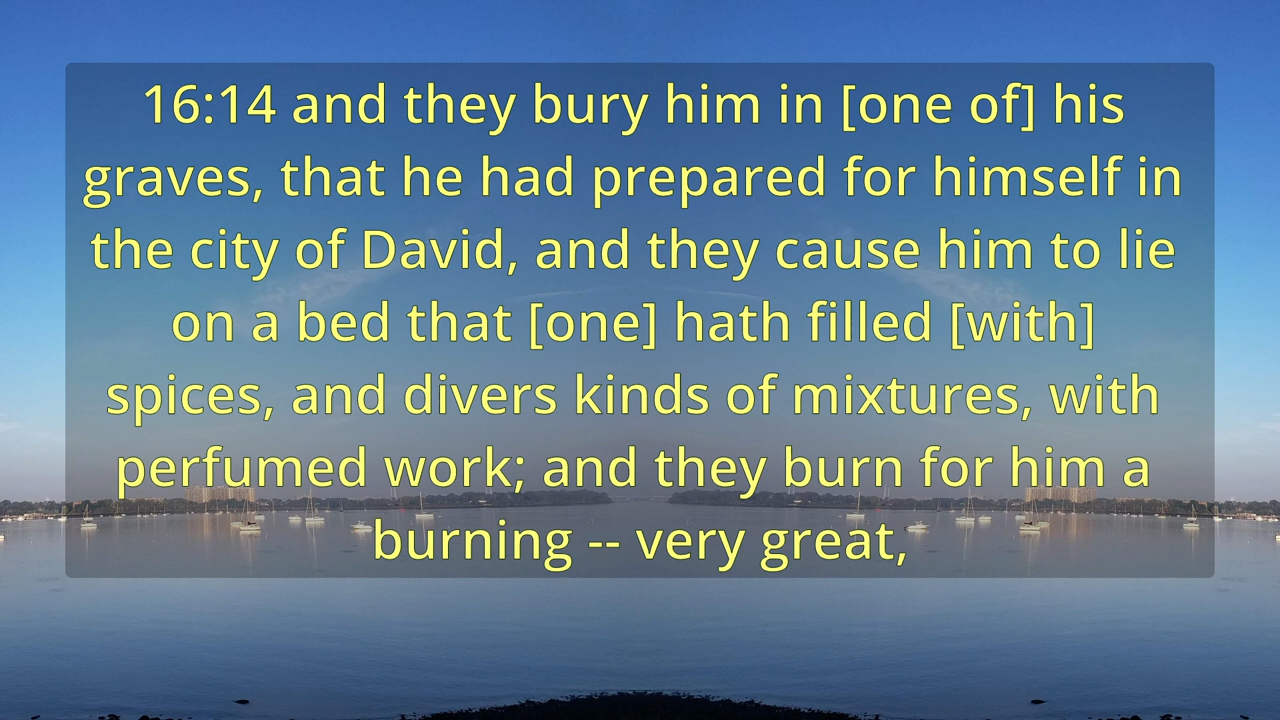 16:14 and they bury him in [one of] his
graves, that he had prepared for himself in
the city of David, and they cause him to lie
on a bed that [one] hath filled [with]
spices, and divers kinds of mixtures, with
perfumed work; and they burn for him a
burning -- very great,